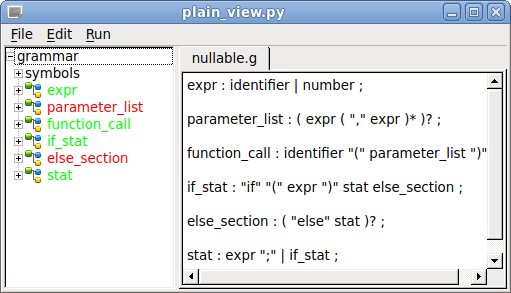 plain_view.py
File Edit Run
grammar
symbols
expr
parameter_list
function_call
if_stat
else_section
stat
nullable.g
expr : identifier | number ;
parameter_list : ( expr ( "," expr )* )? ;
function_call : identifier "(" parameter_list ")"
if_stat : "if" "(" expr ")" stat else_section ;
else_section : ( "else" stat )? ;
stat : expr ";" | if_stat ;